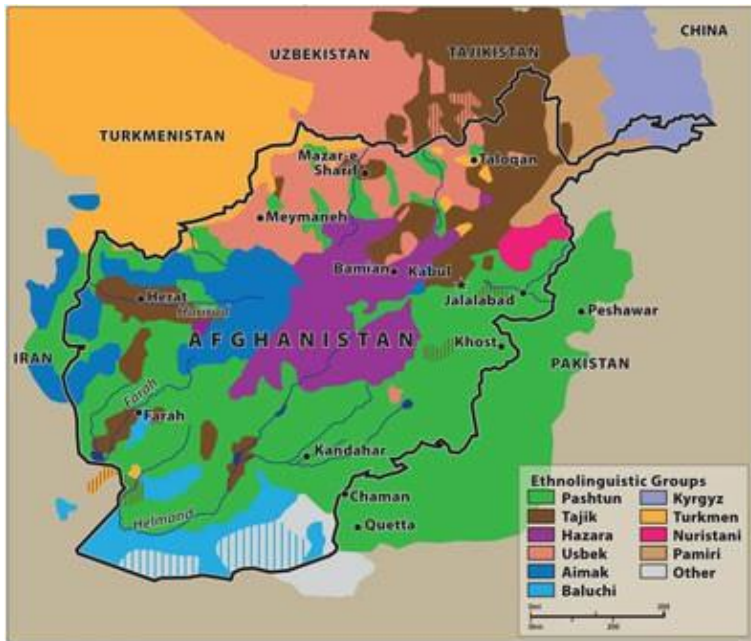 CHINA
UZBEKISTAN
TAJIKISTAN
TURKMENISTAN
Mazar-e
Sharif
Taloqan
Meymaneh
Bamian
Kabul
Herat
Harirud
Jalalabad
Peshawar
AFGHANISTAN
Khost
IRAN
PAKISTAN
Farah
Farah
Kandahar
Chaman
Helmand
Quetta
Ethnolinguistic Groups
Pashtun
Tajik
Hazara
Usbek
Aimak
Baluchi
Kyrgyz
Turkmen
Nuristani
Pamiri
Other